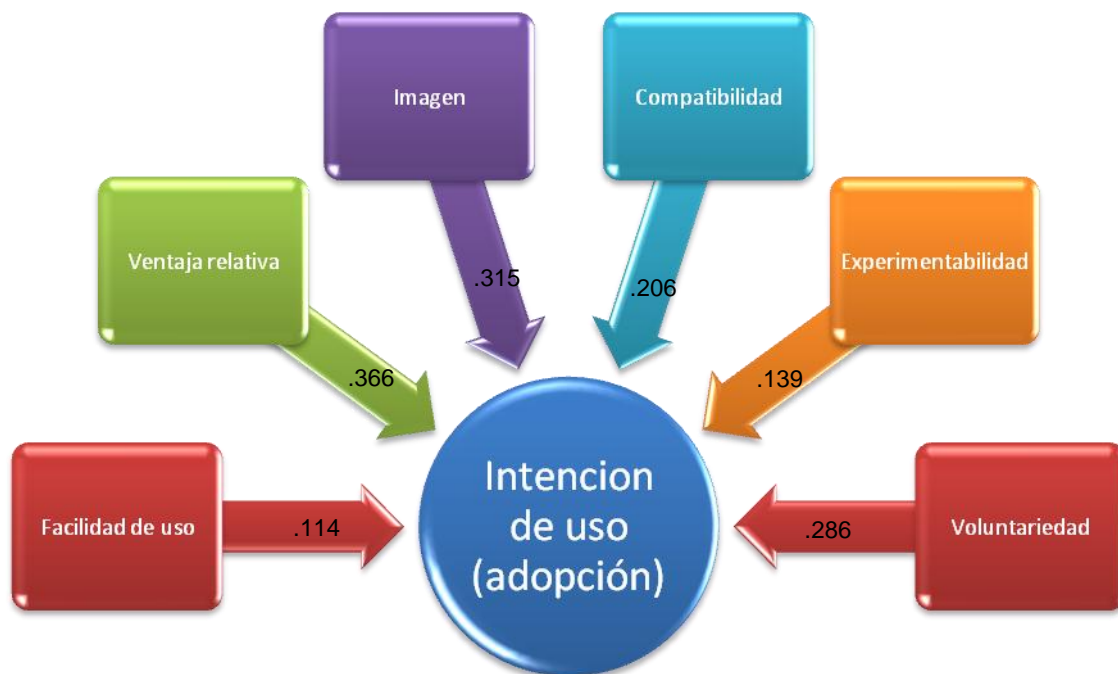 Imagen
Compatibilidad
Ventaja relativa
Experimentabilidad
.315
.206
.366
.139
Facilidad de uso
.114
Intencion
de uso
(adopción)
.286
Voluntariedad